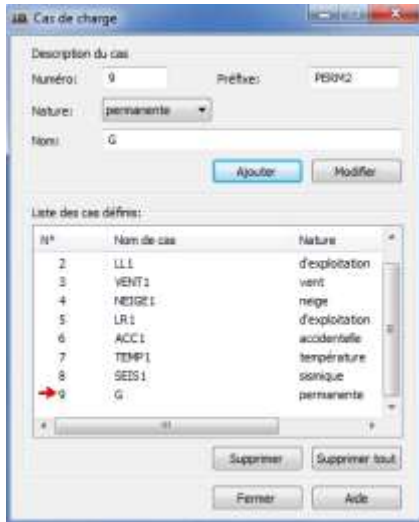 Cas de charge
Description du cas
Numéro: 9 Préfixe: PERM2
Nature: permanente
Nom: G
Ajouter Modifier
Liste des cas définis:
N° Nom de cas Nature
2 LL1 d'exploitation
3 VENT1 vent
4 NEIGE1 neige
5 LR1 d'exploitation
6 ACC1 accidentelle
7 TEMP1 température
8 SEIS1 sismique
9 G permanente
Supprimer Supprimer tout
Fermer Aide